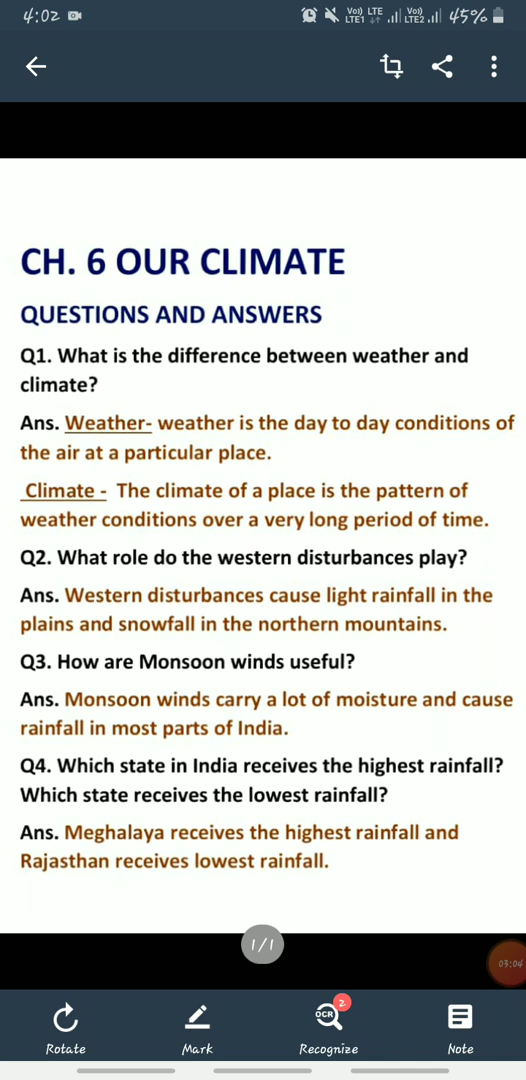 4:02 Vo)) LTE Vo)) 45%
LTE1 LTE2
CH. 6 OUR CLIMATE
QUESTIONS AND ANSWERS
Q1. What is the difference between weather and
climate?
Ans. Weather- weather is the day to day conditions of
the air at a particular place.
Climate - The climate of a place is the pattern of
weather conditions over a very long period of time.
Q2. What role do the western disturbances play?
Ans. Western disturbances cause light rainfall in the
plains and snowfall in the northern mountains.
Q3. How are Monsoon winds useful?
Ans. Monsoon winds carry a lot of moisture and cause
rainfall in most parts of India.
Q4. Which state in India receives the highest rainfall?
Which state receives the lowest rainfall?
Ans. Meghalaya receives the highest rainfall and
Rajasthan receives lowest rainfall.
1/1
03:04
OCR 2
Rotate Mark Recognize Note